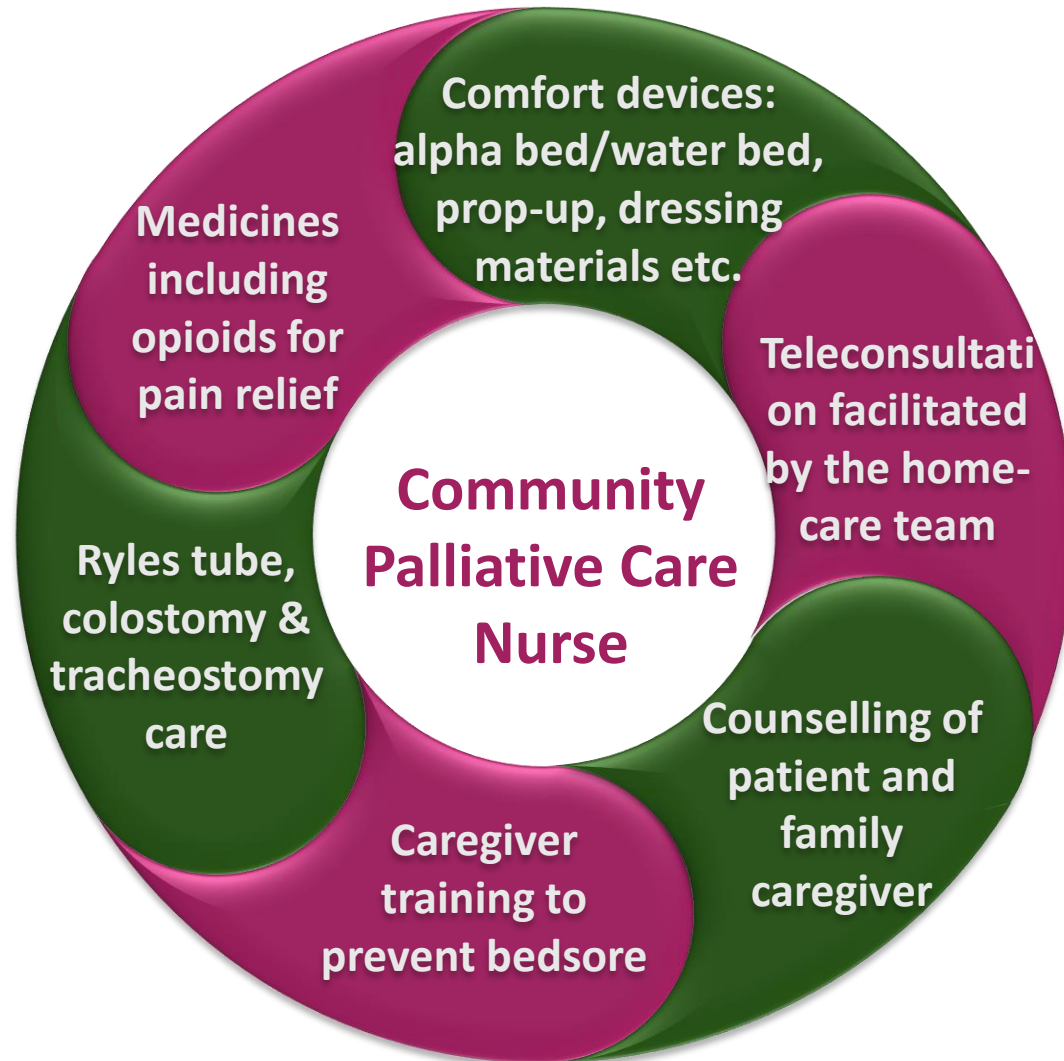 Comfort devices:
alpha bed/water bed,
prop-up, dressing
materials etc.
Teleconsultati
on facilitated
by the home-
care team
Counselling of
patient and
family
caregiver
Caregiver
training to
prevent bedsore
Ryles tube,
colostomy &
tracheostomy
care
Medicines
including
opioids for
pain relief
Community
Palliative Care
Nurse